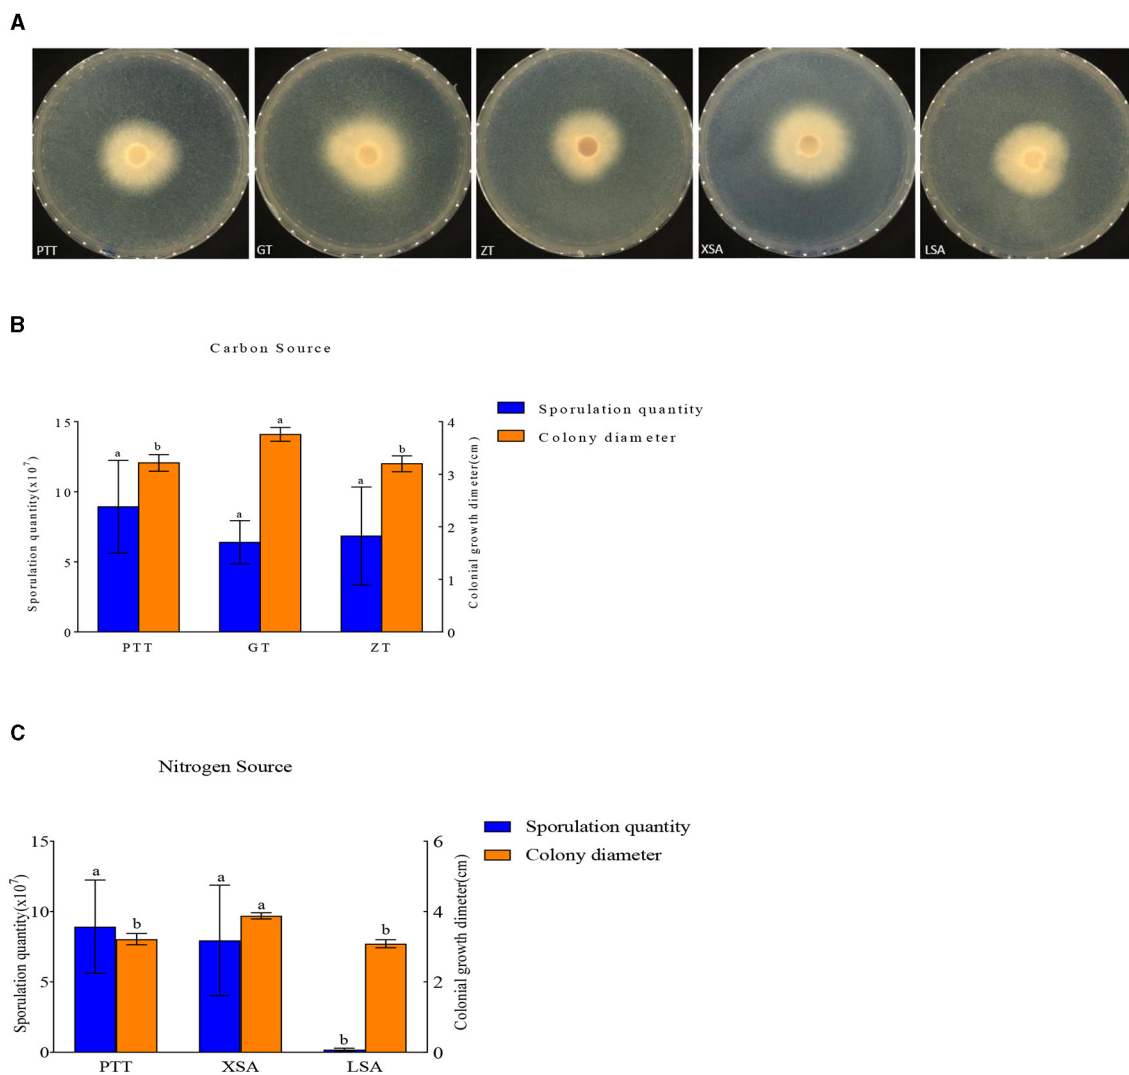 A
PTT
GT
ZT
XSA
LSA
B
Carbon Source
Sporulation quantity
Colony diameter
Sporulation quantity(x10⁷)
15
10
5
0
a
b
a
a
a
b
4
3
2
1
0
Colonial growth dimeter(cm)
PTT
GT
ZT
C
Nitrogen Source
Sporulation quantity
Colony diameter
Sporulation quantity(x10⁷)
15
10
5
0
a
b
a
a
b
b
6
4
2
0
Colonial growth dimeter(cm)
PTT
XSA
LSA